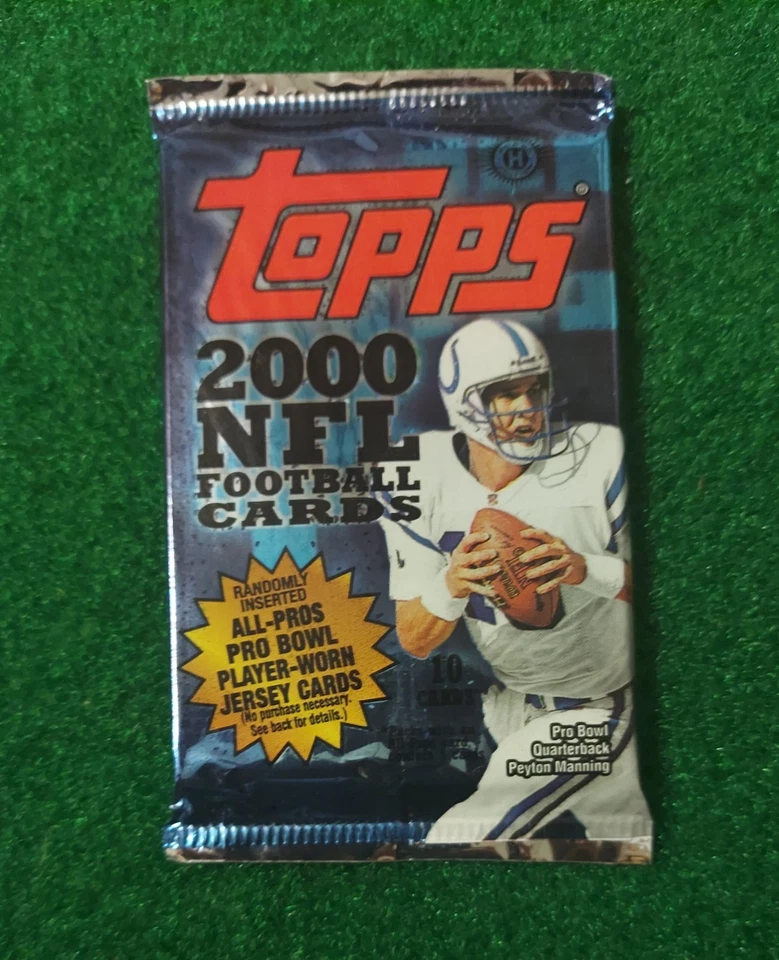 H
TOPPS®
2000
NFL
FOOTBALL
CARDS
RANDOMLY
INSERTED
ALL-PROS
PRO BOWL
PLAYER-WORN
JERSEY CARDS
(No purchase necessary.
See back for details.)
10
CARDS
Pro Bowl
Quarterback
Peyton Manning